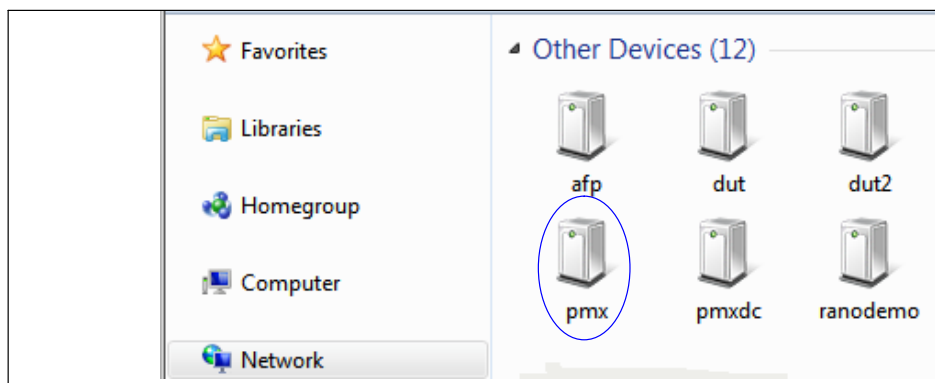 Favorites
Libraries
Homegroup
Computer
Network
Other Devices (12)
afp dut dut2
pmx pmxdc ranodemo